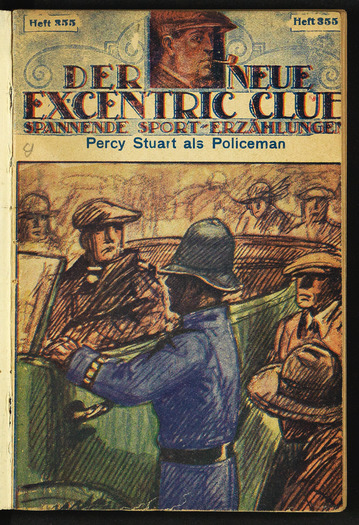 Heft 355
Heft 355
DER NEUE
EXCENTRIC CLUB
SPANNENDE SPORT-ERZÄHLUNGEN
Percy Stuart als Policeman
9